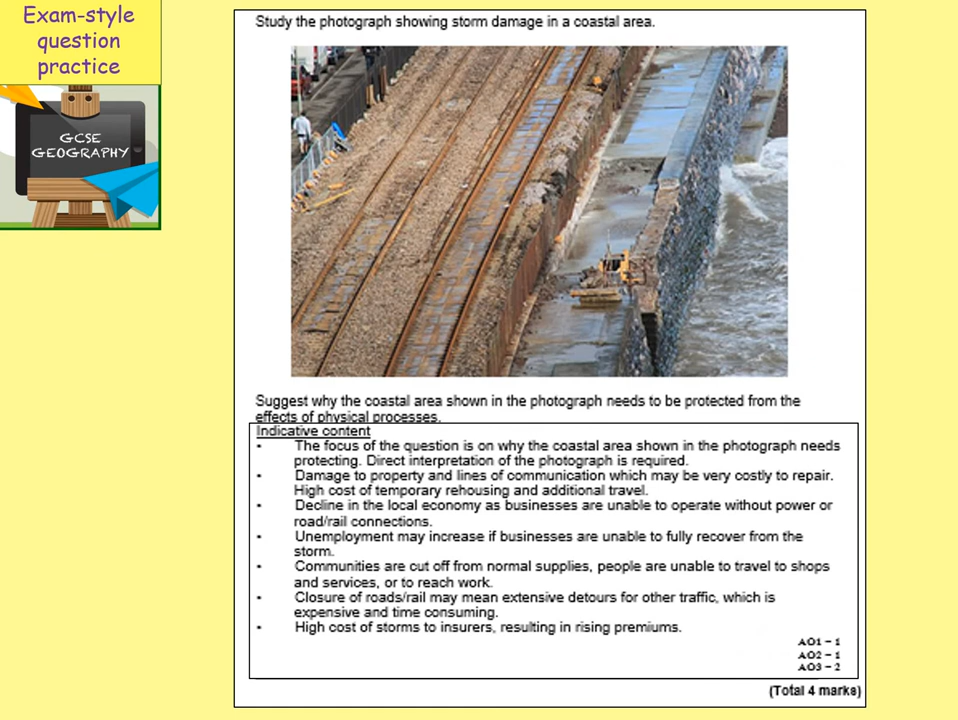 Exam-style
question
practice
GCSE
GEOGRAPHY
Study the photograph showing storm damage in a coastal area.
Suggest why the coastal area shown in the photograph needs to be protected from the
effects of physical processes.
Indicative content
• The focus of the question is on why the coastal area shown in the photograph needs
protecting. Direct interpretation of the photograph is required.
• Damage to property and lines of communication which may be very costly to repair.
High cost of temporary rehousing and additional travel.
• Decline in the local economy as businesses are unable to operate without power or
road/rail connections.
• Unemployment may increase if businesses are unable to fully recover from the
storm.
• Communities are cut off from normal supplies, people are unable to travel to shops
and services, or to reach work.
• Closure of roads/rail may mean extensive detours for other traffic, which is
expensive and time consuming.
• High cost of storms to insurers, resulting in rising premiums.
AO1 – 1
AO2 – 1
AO3 – 2
(Total 4 marks)